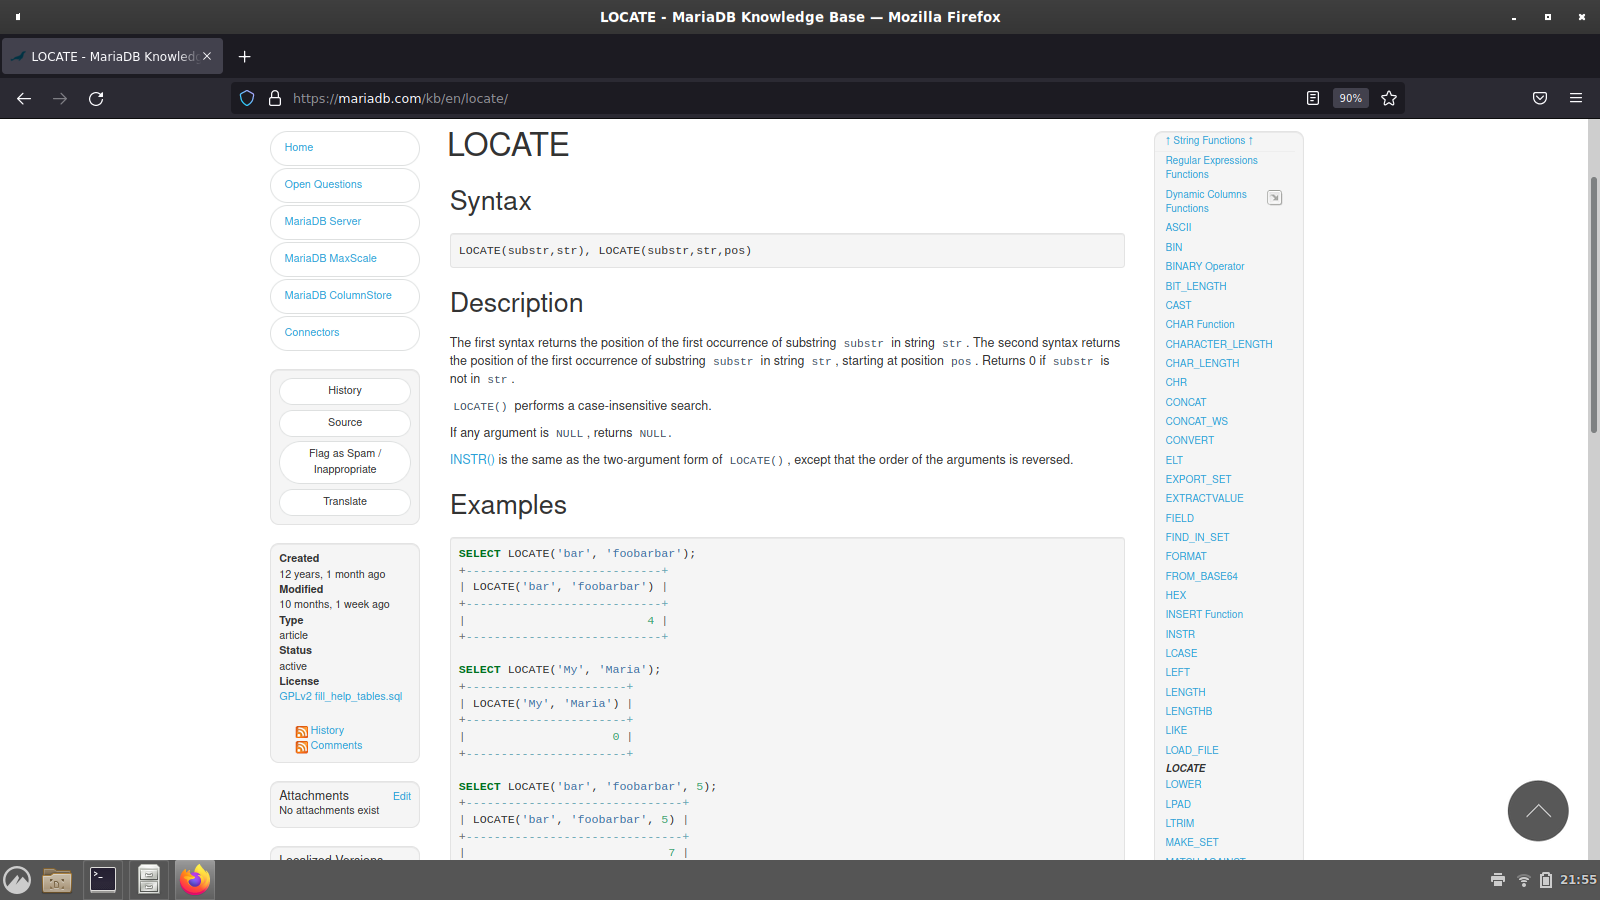 LOCATE - MariaDB Knowledge Base — Mozilla Firefox
LOCATE - MariaDB Knowledg
https://mariadb.com/kb/en/locate/
90%
Home
Open Questions
MariaDB Server
MariaDB MaxScale
MariaDB ColumnStore
Connectors
History
Source
Flag as Spam /
Inappropriate
Translate
Created
12 years, 1 month ago
Modified
10 months, 1 week ago
Type
article
Status
active
License
GPLv2 fill_help_tables.sql
History
Comments
Attachments Edit
No attachments exist
Localized Versions
LOCATE
Syntax
LOCATE(substr,str), LOCATE(substr,str,pos)
Description
The first syntax returns the position of the first occurrence of substring substr in string str . The second syntax returns
the position of the first occurrence of substring substr in string str , starting at position pos . Returns 0 if substr is
not in str .
LOCATE() performs a case-insensitive search.
If any argument is NULL , returns NULL.
INSTR() is the same as the two-argument form of LOCATE() , except that the order of the arguments is reversed.
Examples
SELECT LOCATE('bar', 'foobarbar');
+----------------------------+
| LOCATE('bar', 'foobarbar') |
+----------------------------+
|                          4 |
+----------------------------+
SELECT LOCATE('My', 'Maria');
+-----------------------+
| LOCATE('My', 'Maria') |
+-----------------------+
|                     0 |
+-----------------------+
SELECT LOCATE('bar', 'foobarbar', 5);
+-------------------------------+
| LOCATE('bar', 'foobarbar', 5) |
+-------------------------------+
|                             7 |
↑ String Functions ↑
Regular Expressions
Functions
Dynamic Columns
Functions
ASCII
BIN
BINARY Operator
BIT_LENGTH
CAST
CHAR Function
CHARACTER_LENGTH
CHAR_LENGTH
CHR
CONCAT
CONCAT_WS
CONVERT
ELT
EXPORT_SET
EXTRACTVALUE
FIELD
FIND_IN_SET
FORMAT
FROM_BASE64
HEX
INSERT Function
INSTR
LCASE
LEFT
LENGTH
LENGTHB
LIKE
LOAD_FILE
LOCATE
LOWER
LPAD
LTRIM
MAKE_SET
MATCH AGAINST
21:55